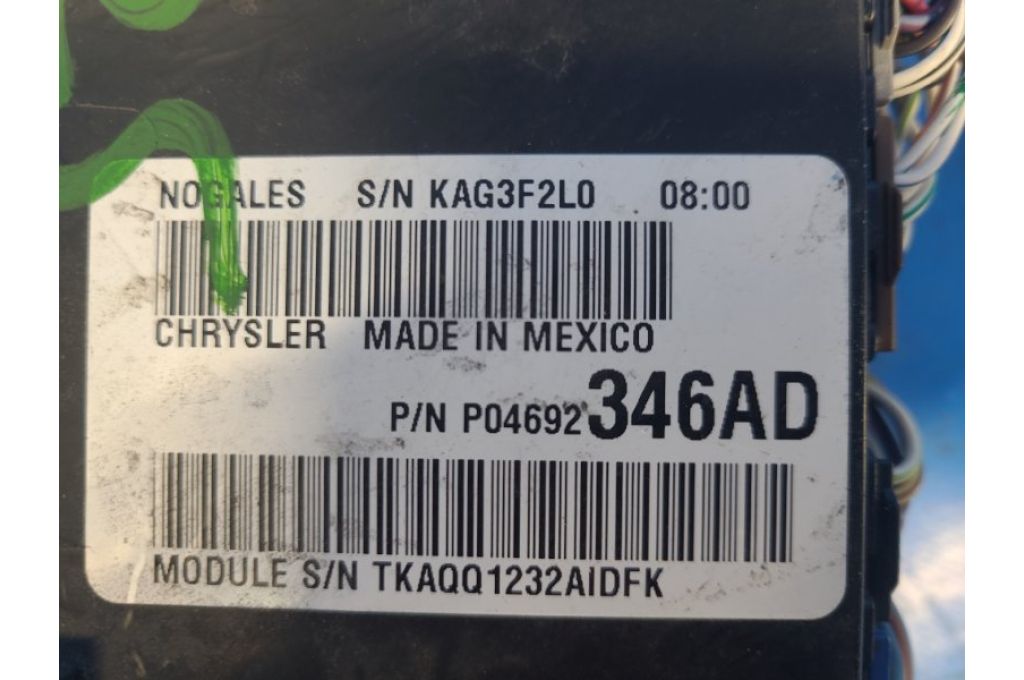 NOGALES S/N KAG3F2L0 08:00
CHRYSLER MADE IN MEXICO
P/N P04692346AD
MODULE S/N TKAQQ1232AIDFK